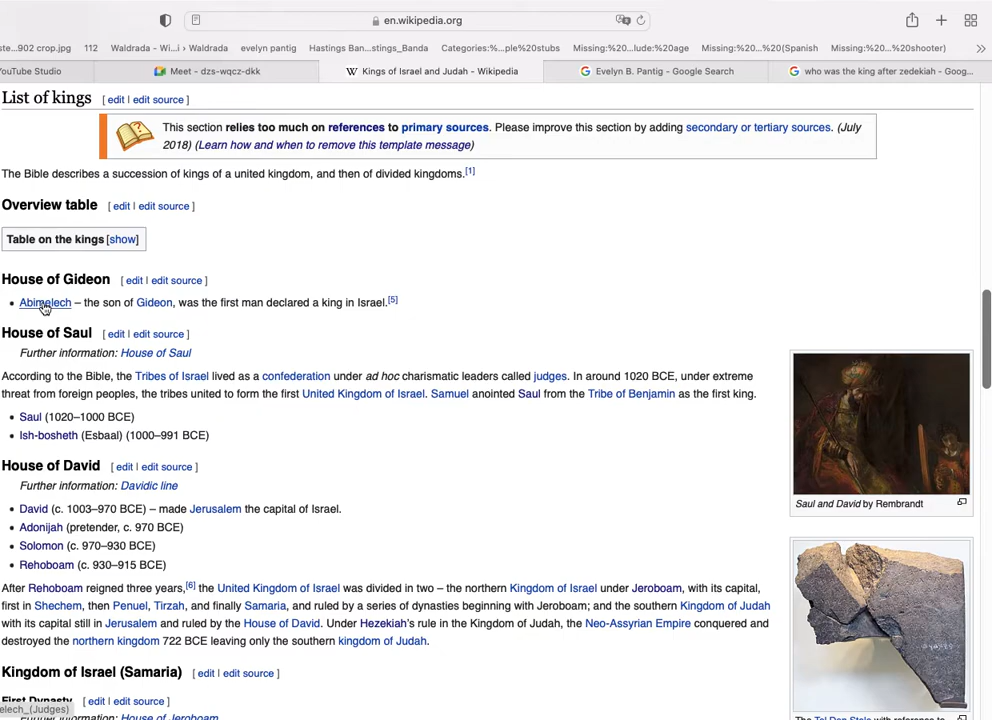 en.wikipedia.org
ste...902 crop.jpg 112 Waldrada - Wi...i › Waldrada evelyn pantig Hastings Ban...stings_Banda Categories:%...ple%20stubs Missing:%20...lude:%20age Missing:%20...%20(Spanish Missing:%20...%20shooter)
YouTube Studio Meet - dzs-wqcz-dkk Kings of Israel and Judah - Wikipedia Evelyn B. Pantig - Google Search who was the king after zedekiah - Goog...
List of kings [ edit | edit source ]
This section relies too much on references to primary sources. Please improve this section by adding secondary or tertiary sources. (July
2018) (Learn how and when to remove this template message)
The Bible describes a succession of kings of a united kingdom, and then of divided kingdoms.[1]
Overview table [ edit | edit source ]
Table on the kings [show]
House of Gideon [ edit | edit source ]
• Abimelech – the son of Gideon, was the first man declared a king in Israel.[5]
House of Saul [ edit | edit source ]
Further information: House of Saul
According to the Bible, the Tribes of Israel lived as a confederation under ad hoc charismatic leaders called judges. In around 1020 BCE, under extreme
threat from foreign peoples, the tribes united to form the first United Kingdom of Israel. Samuel anointed Saul from the Tribe of Benjamin as the first king.
• Saul (1020–1000 BCE)
• Ish-bosheth (Esbaal) (1000–991 BCE)
Saul and David by Rembrandt
House of David [ edit | edit source ]
Further information: Davidic line
• David (c. 1003–970 BCE) – made Jerusalem the capital of Israel.
• Adonijah (pretender, c. 970 BCE)
• Solomon (c. 970–930 BCE)
• Rehoboam (c. 930–915 BCE)
After Rehoboam reigned three years,[6] the United Kingdom of Israel was divided in two – the northern Kingdom of Israel under Jeroboam, with its capital,
first in Shechem, then Penuel, Tirzah, and finally Samaria, and ruled by a series of dynasties beginning with Jeroboam; and the southern Kingdom of Judah
with its capital still in Jerusalem and ruled by the House of David. Under Hezekiah's rule in the Kingdom of Judah, the Neo-Assyrian Empire conquered and
destroyed the northern kingdom 722 BCE leaving only the southern kingdom of Judah.
Kingdom of Israel (Samaria) [ edit | edit source ]
First Dynasty [ edit | edit source ]
elech_(Judges)
Further information: House of Jeroboam
The Tel Dan Stele with reference to